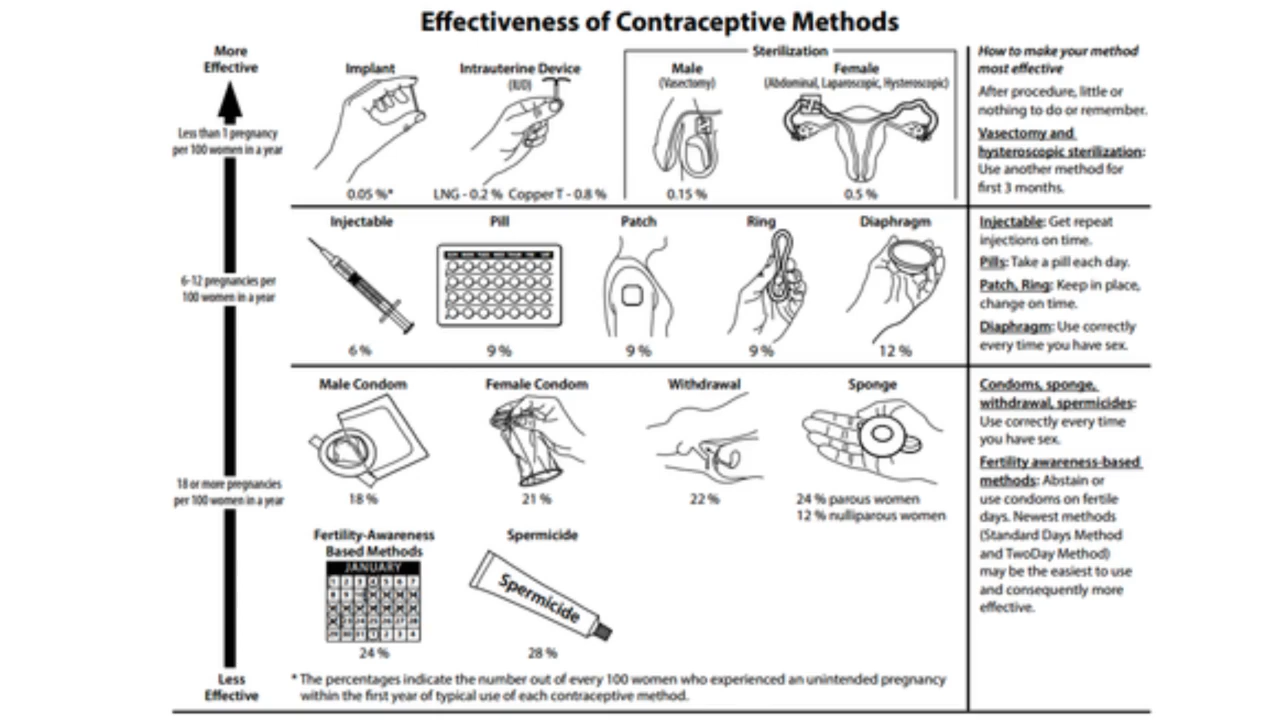 Effectiveness of Contraceptive Methods
More
Effective
Less than 1 pregnancy
per 100 women in a year
6-12 pregnancies per
100 women in a year
18 or more pregnancies
per 100 women in a year
Less
Effective
Implant
0.05 %*
Intrauterine Device
(IUD)
LNG - 0.2 % Copper T - 0.8 %
Sterilization
Male
(Vasectomy)
0.15 %
Female
(Abdominal, Laparoscopic, Hysteroscopic)
0.5 %
How to make your method
most effective
After procedure, little or
nothing to do or remember.
Vasectomy and
hysteroscopic sterilization:
Use another method for
first 3 months.
Injectable
6 %
Pill
9 %
Patch
9 %
Ring
9 %
Diaphragm
12 %
Injectable: Get repeat
injections on time.
Pills: Take a pill each day.
Patch, Ring: Keep in place,
change on time.
Diaphragm: Use correctly
every time you have sex.
Male Condom
18 %
Female Condom
21 %
Withdrawal
22 %
Sponge
24 % parous women
12 % nulliparous women
Condoms, sponge,
withdrawal, spermicides:
Use correctly every time
you have sex.
Fertility awareness-based
methods: Abstain or
use condoms on fertile
days. Newest methods
(Standard Days Method
and TwoDay Method)
may be the easiest to use
and consequently more
effective.
Fertility-Awareness
Based Methods
JANUARY
1 2 3 4 5 6 7
24 %
Spermicide
Spermicide
28 %
* The percentages indicate the number out of every 100 women who experienced an unintended pregnancy
within the first year of typical use of each contraceptive method.